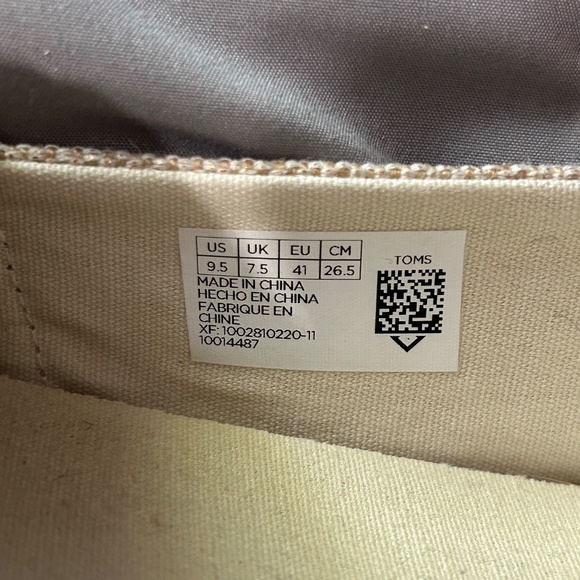 US UK EU CM
9.5 7.5 41 26.5
MADE IN CHINA
HECHO EN CHINA
FABRIQUE EN
CHINE
XF: 1002810220-11
10014487
TOMS